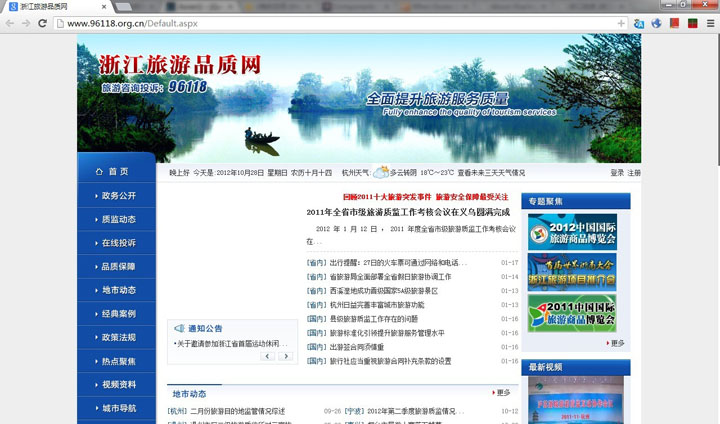 浙江旅游品质网
www.96118.org.cn/Default.aspx
浙江旅游品质网
旅游咨询投诉:96118
全面提升旅游服务质量
Fully enhance the quality of tourism services
首 页
晚上好 今天是:2012年10月28日 星期日 农历十月十四 杭州天气: 多云转阴 18℃~23℃ 查看未来三天天气情况 登录 注册
政务公开
质监动态
在线投诉
品质保障
地市动态
经典案例
政策法规
热点聚焦
视频资料
城市导航
回顾2011十大旅游突发事件 旅游安全保障最受关注
2011年全省市级旅游质监工作考核会议在义乌圆满完成
2012 年 1 月 12 日 , 2011 年度全省市级旅游质监工作考核会议
在...
[省内] 出行提醒: 27日的火车票可通过网络和电话... 01-17
[省内] 省旅游局全面部署全省假日旅游协调工作 01-14
[省内] 西溪湿地成功晋级国家5A级旅游景区 01-13
[省内] 杭州日益完善丰富城市旅游功能 01-13
[国内] 县级旅游质监工作存在的问题 01-16
[国内] 旅游标准化引领提升旅游服务管理水平 01-16
[国内] 出游签合同须慎重 01-16
[国内] 旅行社应当重视旅游合同补充条款的设置 01-16
通知公告
•关于邀请参加浙江省首届运动休闲...
专题聚焦
2012中国国际
旅游商品博览会
首届世界浙商大会
浙江旅游项目推介会
2011中国国际
旅游商品博览会
更多
最新视频
2011·11·杭州
地市动态
更多
[杭州] 二月份旅游目的地监管情况综述 09-26
[宁波] 2012年第二季度旅游质监情况... 10-12